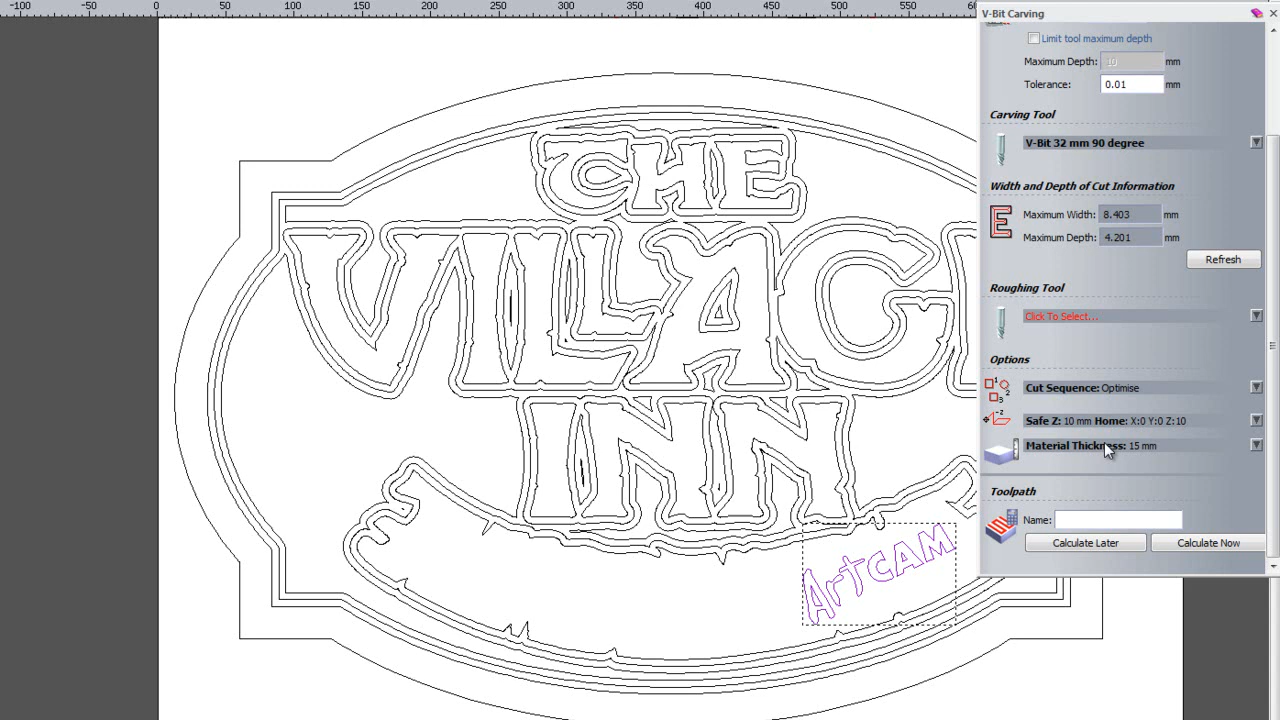 -100 -50 0 50 100 150 200 250 300 350 400 450 500 550
V-Bit Carving
Limit tool maximum depth
Maximum Depth: 10 mm
Tolerance: 0.01 mm
Carving Tool
V-Bit 32 mm 90 degree
Width and Depth of Cut Information
Maximum Width: 8.403 mm
Maximum Depth: 4.201 mm
Refresh
Roughing Tool
Click To Select...
Options
Cut Sequence: Optimise
Safe Z: 10 mm Home: X:0 Y:0 Z:10
Material Thickness: 15 mm
Toolpath
Name:
Calculate Later Calculate Now
THE
VILLAG
INN
ArtCAM